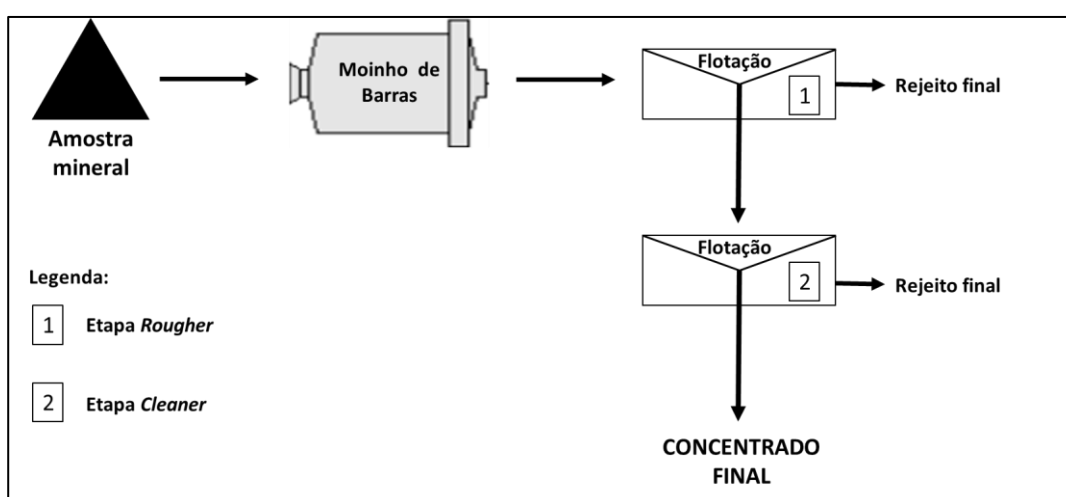 Amostra
mineral
Moinho de
Barras
Flotação
1
Rejeito final
Flotação
2
Rejeito final
Legenda:
1 Etapa Rougher
2 Etapa Cleaner
CONCENTRADO
FINAL